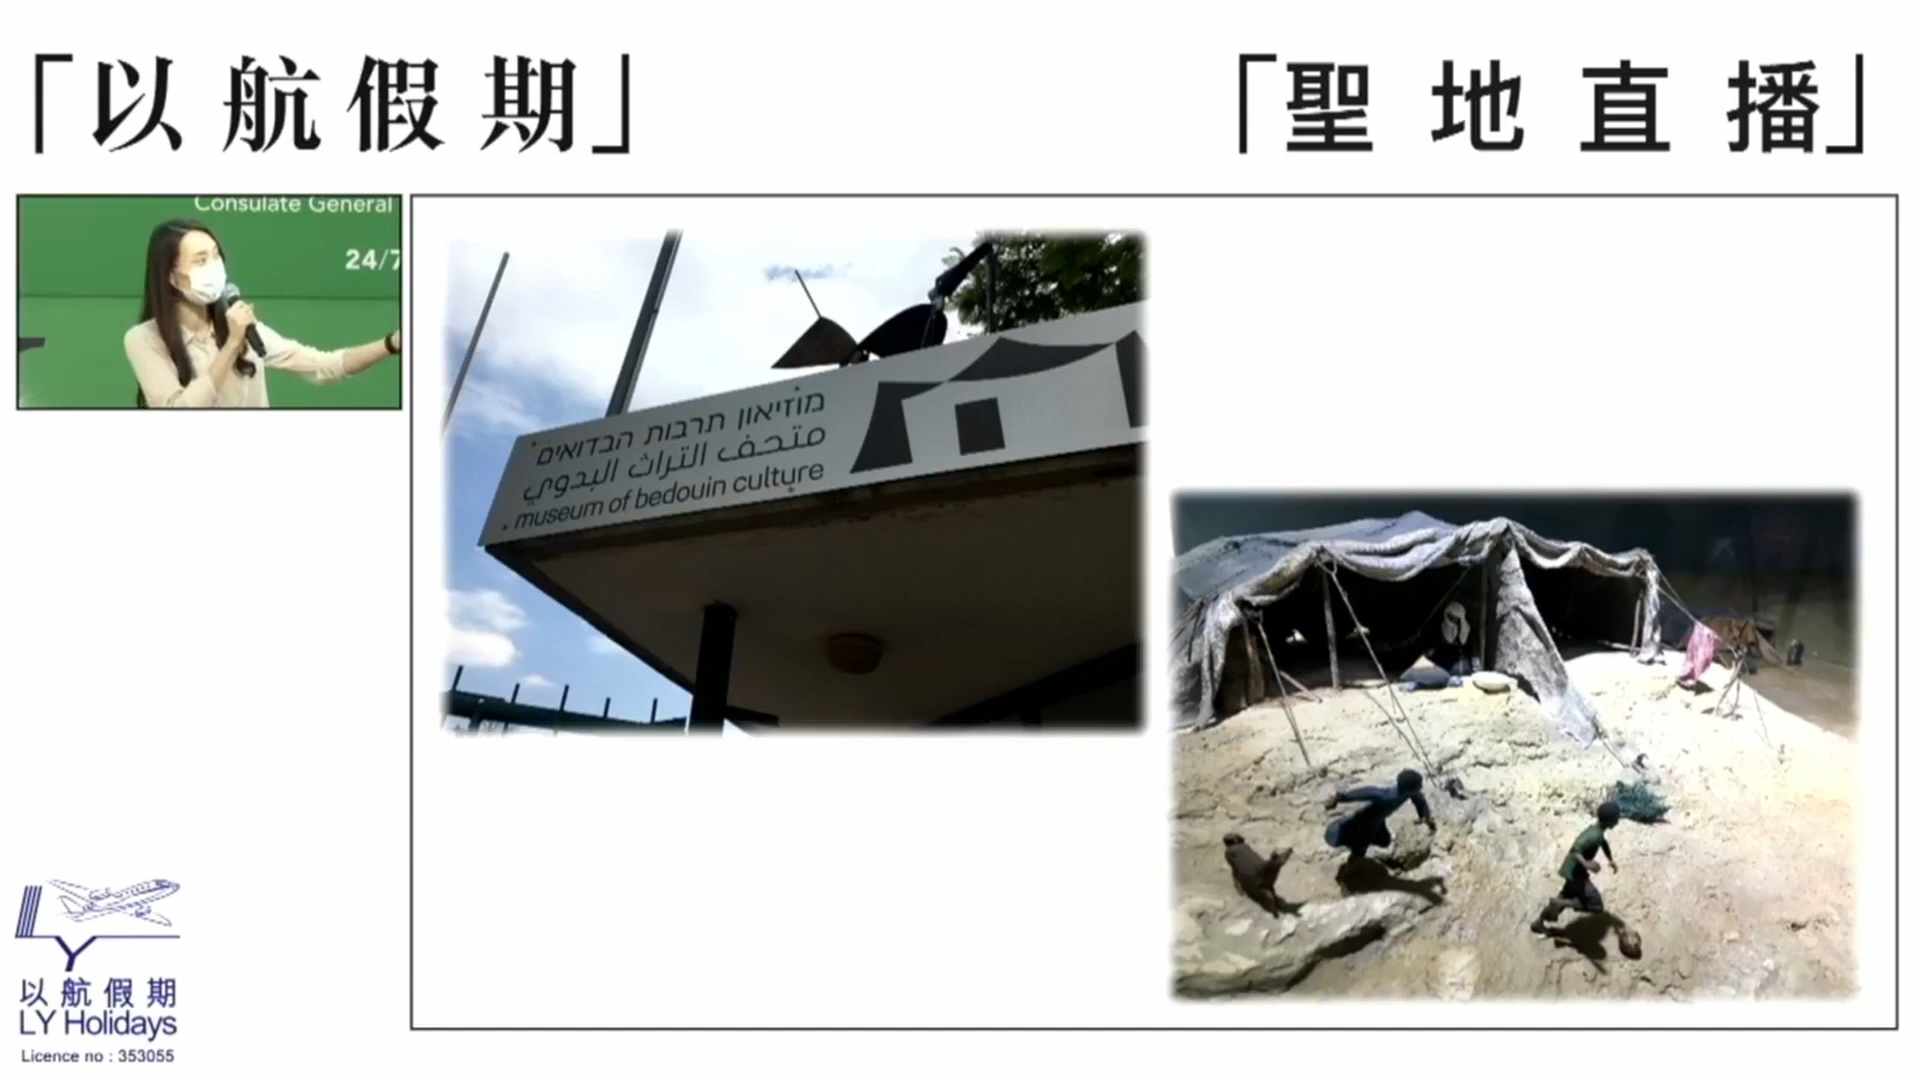 「以航假期」
「聖地直播」
Consulate General
24/7
מוזיאון תרבות הבדואים
متحف التراث البدوي
museum of bedouin culture
以航假期
LY Holidays
Licence no : 353055